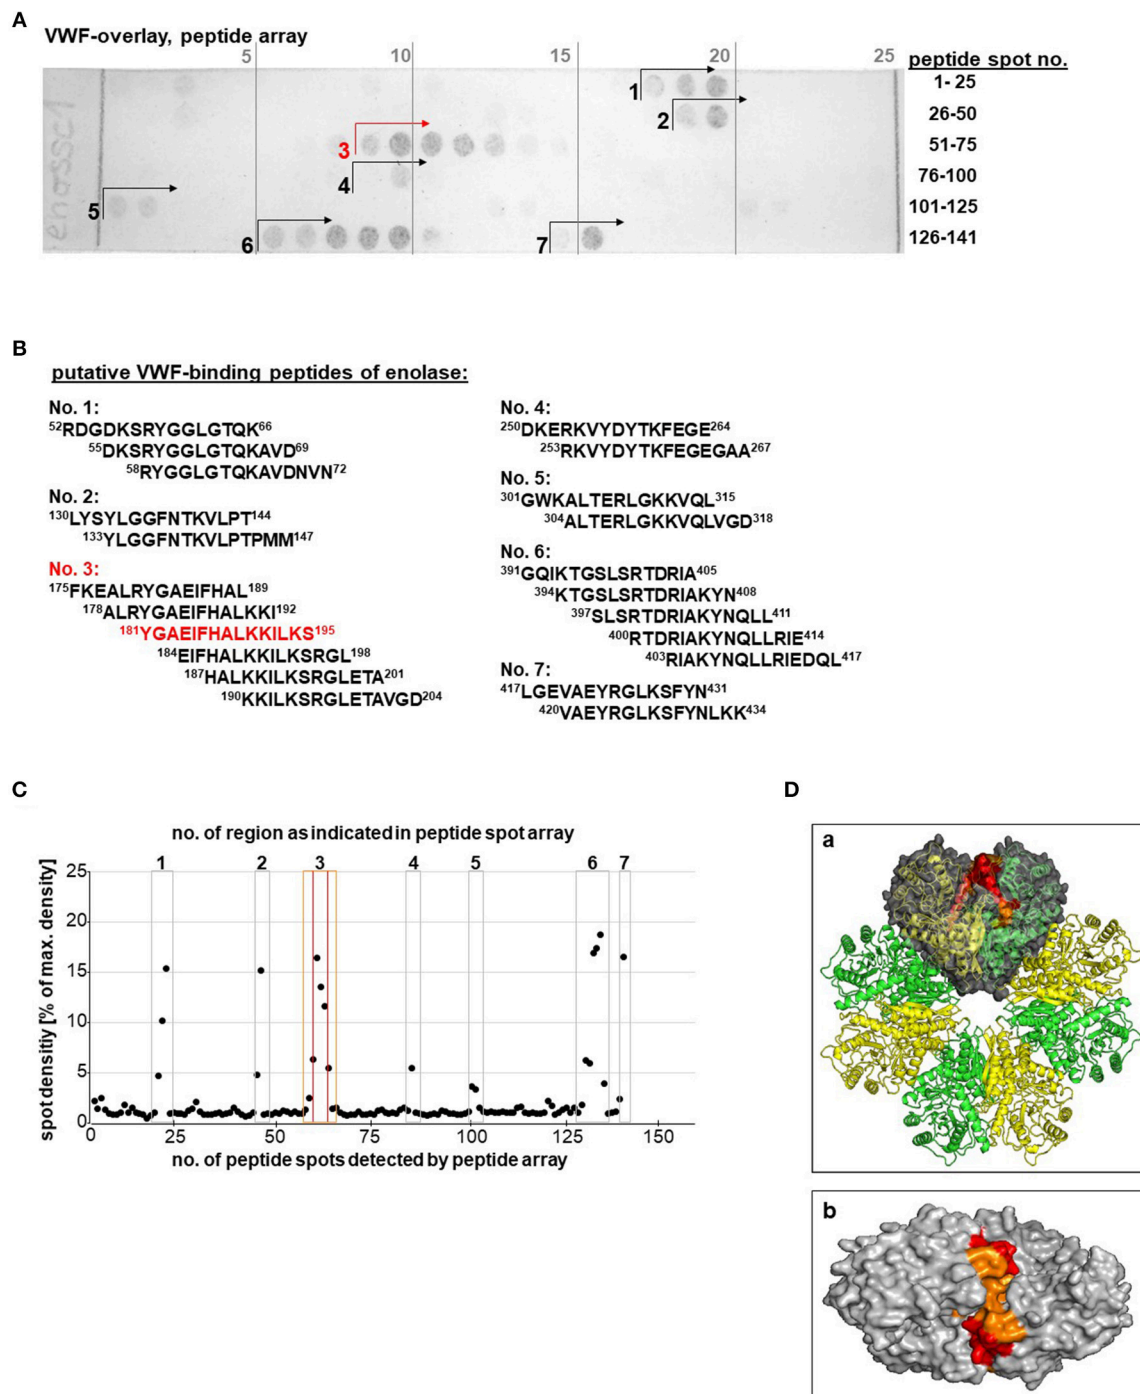 A
VWF-overlay, peptide array
5 10 15 20 25 peptide spot no.
1 1- 25
2 26-50
3 51-75
4 76-100
5 101-125
6 7 126-141
enosscl
B
putative VWF-binding peptides of enolase:
No. 1:
52RDGDKSRYGGLGTQK66
55DKSRYGGLGTQKAVD69
58RYGGLGTQKAVDNVN72
No. 2:
130LYSYLGGFNTKVLPT144
133YLGGFNTKVLPTPMM147
No. 3:
175FKEALRYGAEIFHAL189
178ALRYGAEIFHALKKI192
181YGAEIFHALKKILKS195
184EIFHALKKILKSRGL198
187HALKKILKSRGLETA201
190KKILKSRGLETAVGD204
No. 4:
250DKERKVYDYTKFEGE264
253RKVYDYTKFEGEGAA267
No. 5:
301GWKALTERLGKKVQL315
304ALTERLGKKVQLVGD318
No. 6:
391GQIKTGSLSRTDRIA405
394KTGSLSRTDRIAKYN408
397SLSRTDRIAKYNQLL411
400RTDRIAKYNQLLRIE414
403RIAKYNQLLRIEDQL417
No. 7:
417LGEVAEYRGLKSFYN431
420VAEYRGLKSFYNLKK434
C
no. of region as indicated in peptide spot array
1 2 3 4 5 6 7
spot densitiy [% of max. density]
25
20
15
10
5
0
0 25 50 75 100 125 150
no. of peptide spots detected by peptide array
D
a
b